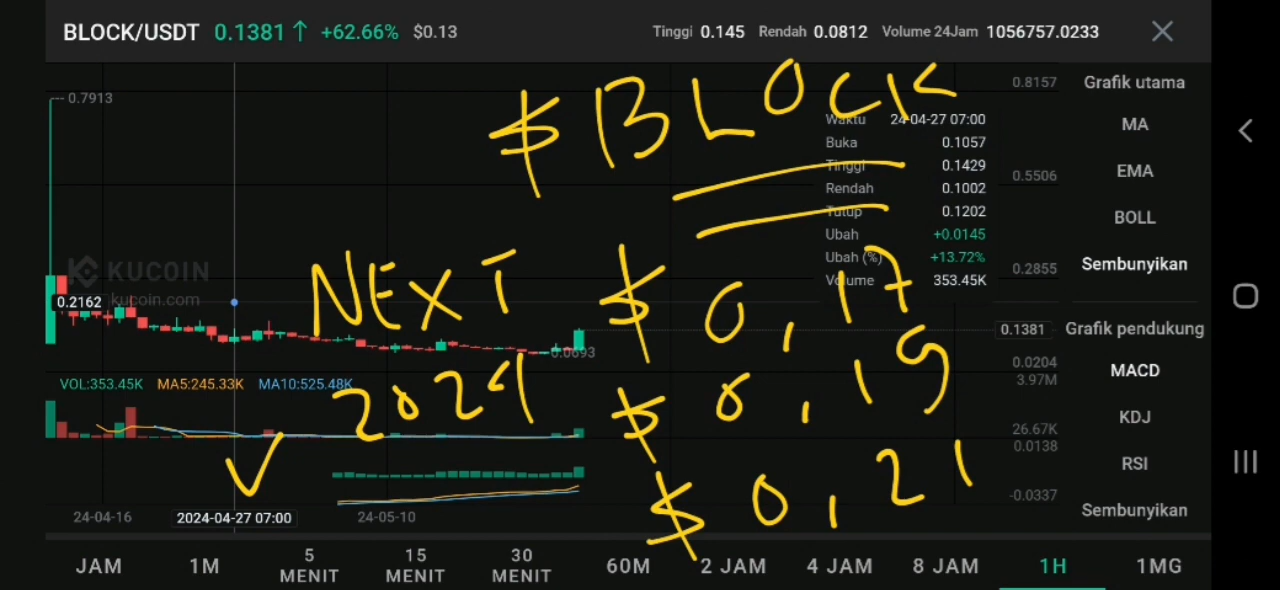 BLOCK/USDT 0.1381↑ +62.66% $0.13 Tinggi 0.145 Rendah 0.0812 Volume 24Jam 1056757.0233
0.7913
$BLOCK
0.8157
Grafik utama
Waktu 24-04-27 07:00
MA
Buka 0.1057
Tinggi 0.1429
0.5506
EMA
Rendah 0.1002
Tutup 0.1202
BOLL
Ubah +0.0145
Ubah (%) +13.72%
0.2855
Sembunyikan
Volume 353.45K
KUCOIN
kucoin.com
0.2162
NEXT $0,17
0.1381
Grafik pendukung
0.0693
0.0204
MACD
VOL:353.45K MA5:245.33K MA10:525.48K
3.97M
2024 $0,19
KDJ
26.67K
0.0138
RSI
$0,21
-0.0337
Sembunyikan
24-04-16 2024-04-27 07:00 24-05-10
JAM 1M 5 MENIT 15 MENIT 30 MENIT 60M 2 JAM 4 JAM 8 JAM 1H 1MG